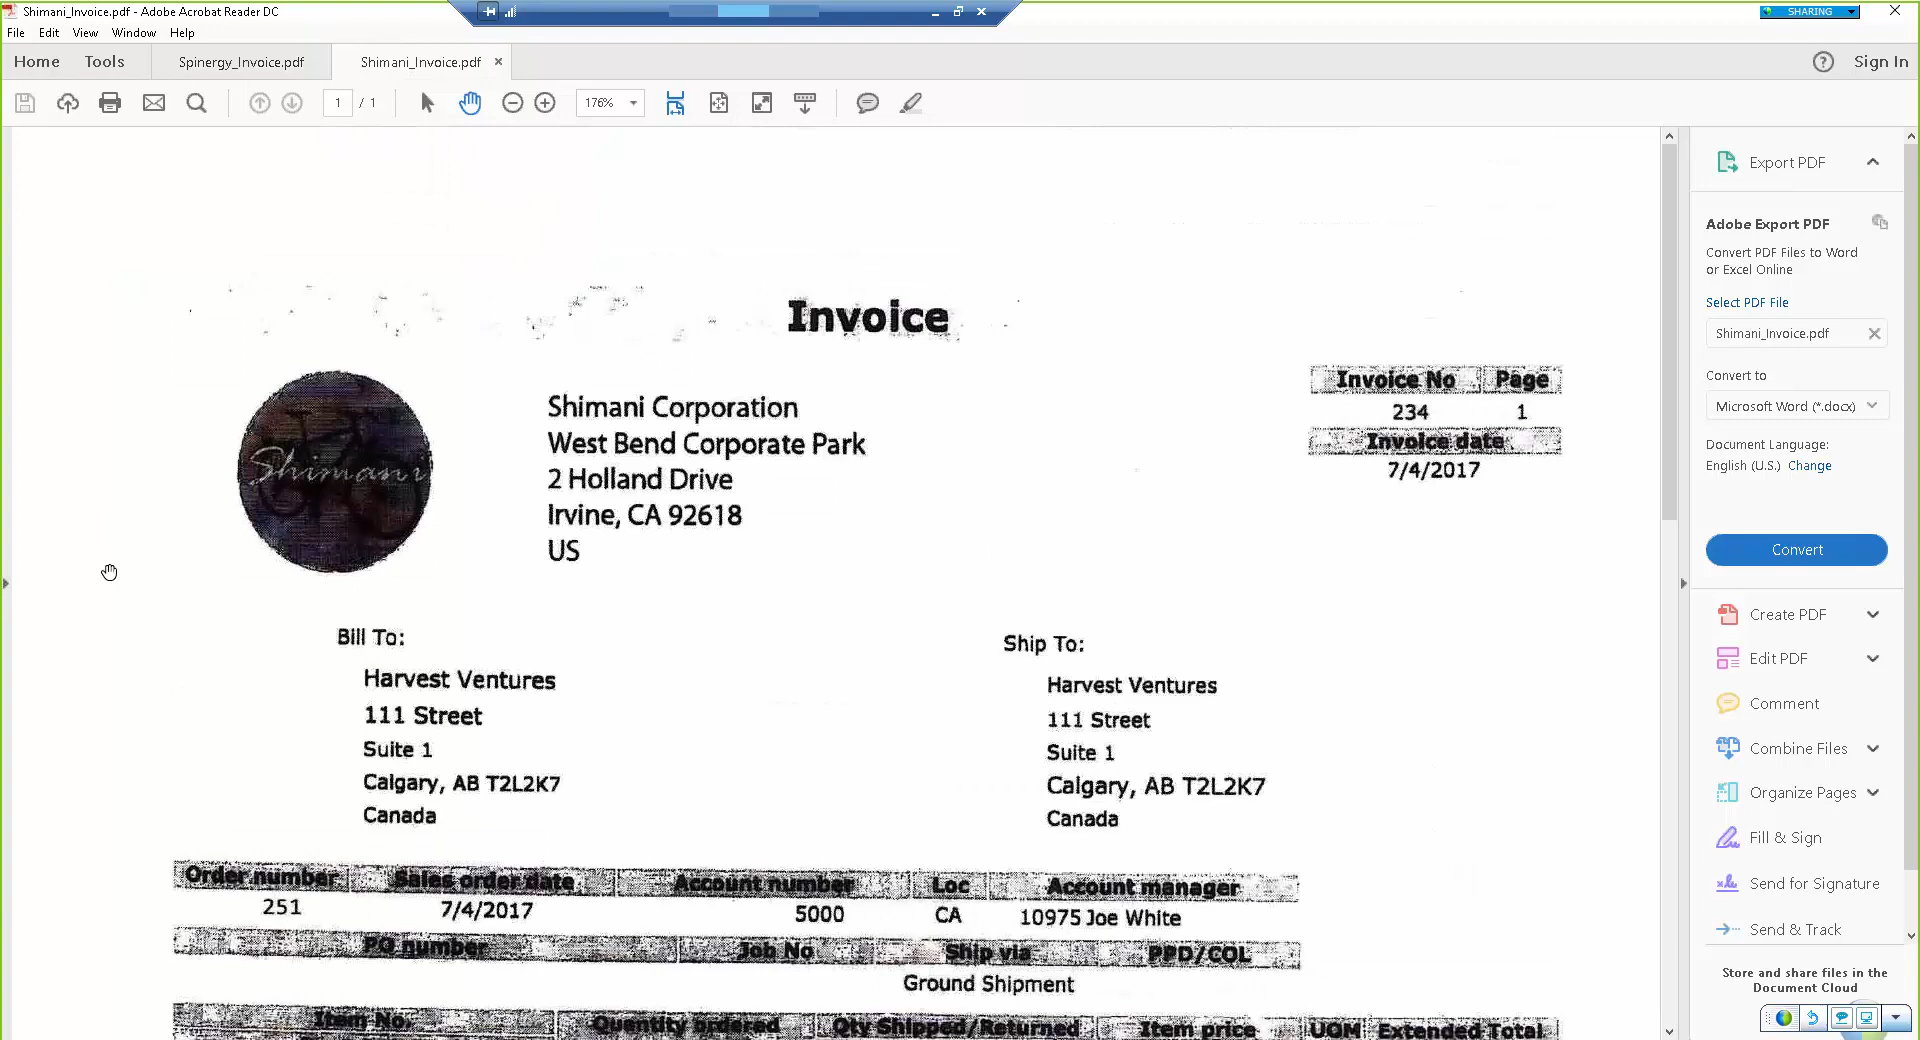 Shimani_Invoice.pdf - Adobe Acrobat Reader DC
SHARING
File Edit View Window Help
Home Tools Spinergy_Invoice.pdf Shimani_Invoice.pdf
Sign In
1 / 1
176%
Invoice
Shimani
Shimani Corporation
West Bend Corporate Park
2 Holland Drive
Irvine, CA 92618
US
Invoice No Page
234 1
Invoice date
7/4/2017
Bill To:
Harvest Ventures
111 Street
Suite 1
Calgary, AB T2L2K7
Canada
Ship To:
Harvest Ventures
111 Street
Suite 1
Calgary, AB T2L2K7
Canada
Order number Sales order date Account number Loc Account manager
251 7/4/2017 5000 CA 10975 Joe White
PO number Job No Ship via PPD/COL
Ground Shipment
Item No. Quantity ordered Qty Shipped/Returned Item price UOM Extended Total
Export PDF
Adobe Export PDF
Convert PDF Files to Word
or Excel Online
Select PDF File
Shimani_Invoice.pdf
Convert to
Microsoft Word (*.docx)
Document Language:
English (U.S.) Change
Convert
Create PDF
Edit PDF
Comment
Combine Files
Organize Pages
Fill & Sign
Send for Signature
Send & Track
Store and share files in the
Document Cloud